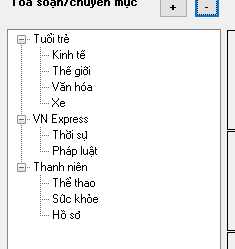 Toà soạn/chuyên mục
+ -
Tuổi trẻ
Kinh tế
Thế giới
Văn hóa
Xe
VN Express
Thời sự
Pháp luật
Thanh niên
Thể thao
Sức khỏe
Hồ sơ